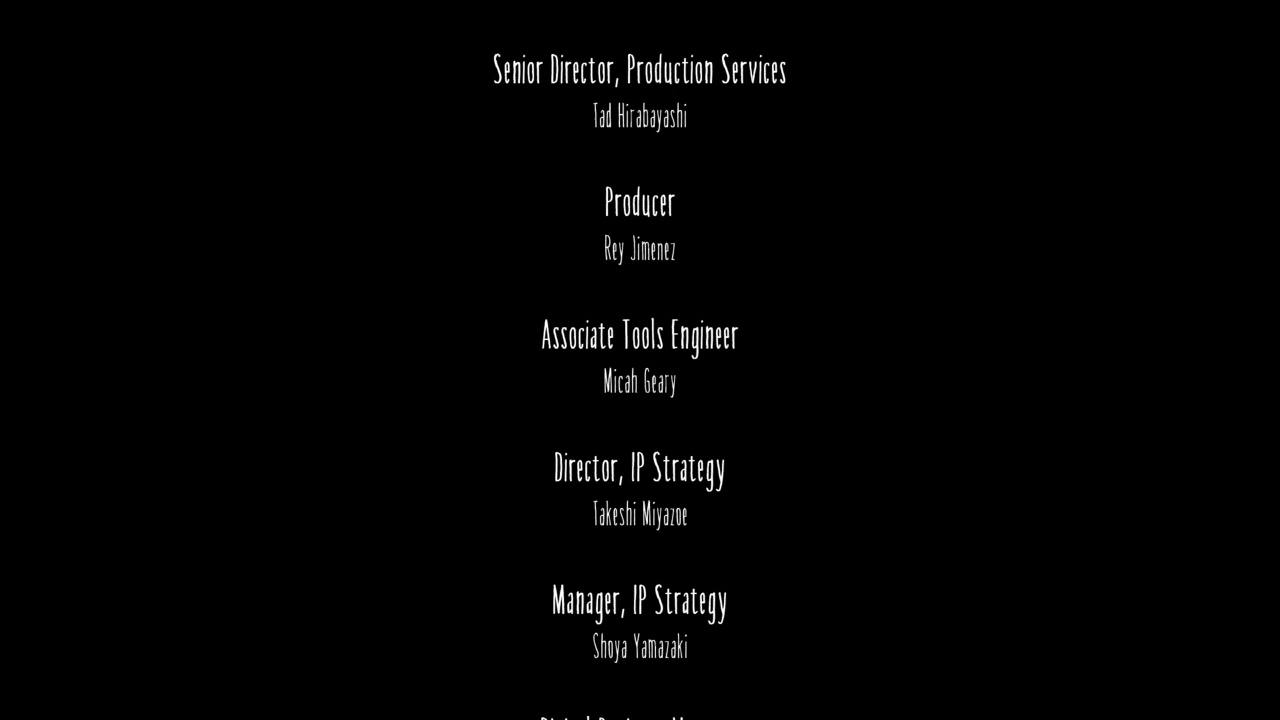 Senior Director, Production Services
Tad Hirabayashi
Producer
Rey Jimenez
Associate Tools Engineer
Micah Geary
Director, IP Strategy
Takeshi Miyazoe
Manager, IP Strategy
Shoya Yamazaki